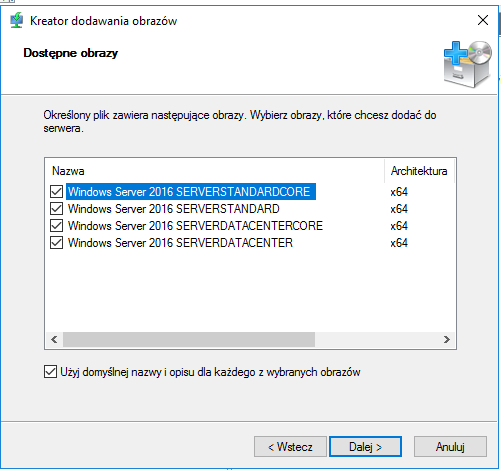 Kreator dodawania obrazów
Dostępne obrazy
Określony plik zawiera następujące obrazy. Wybierz obrazy, które chcesz dodać do
serwera.
Nazwa Architektura
Windows Server 2016 SERVERSTANDARDCORE x64
Windows Server 2016 SERVERSTANDARD x64
Windows Server 2016 SERVERDATACENTERCORE x64
Windows Server 2016 SERVERDATACENTER x64
Użyj domyślnej nazwy i opisu dla każdego z wybranych obrazów
< Wstecz Dalej > Anuluj